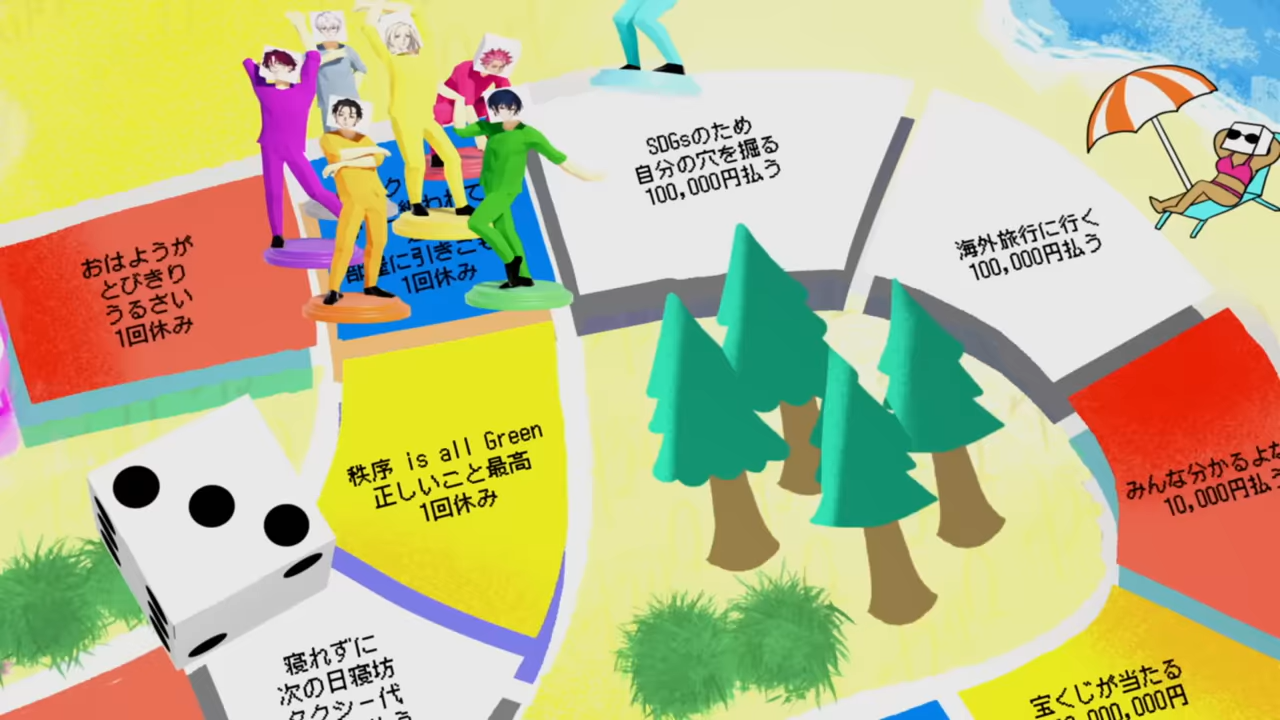 SDGsのため
自分の穴を掘る
100,000円払う
海外旅行に行く
100,000円払う
おはようが
とびきり
うるさい
1回休み
部屋に引きこも
1回休み
秩序 is all Green
正しいこと最高
1回休み
みんな分かるよな
10,000円払う
寝れずに
次の日寝坊
タクシー代
宝くじが当たる